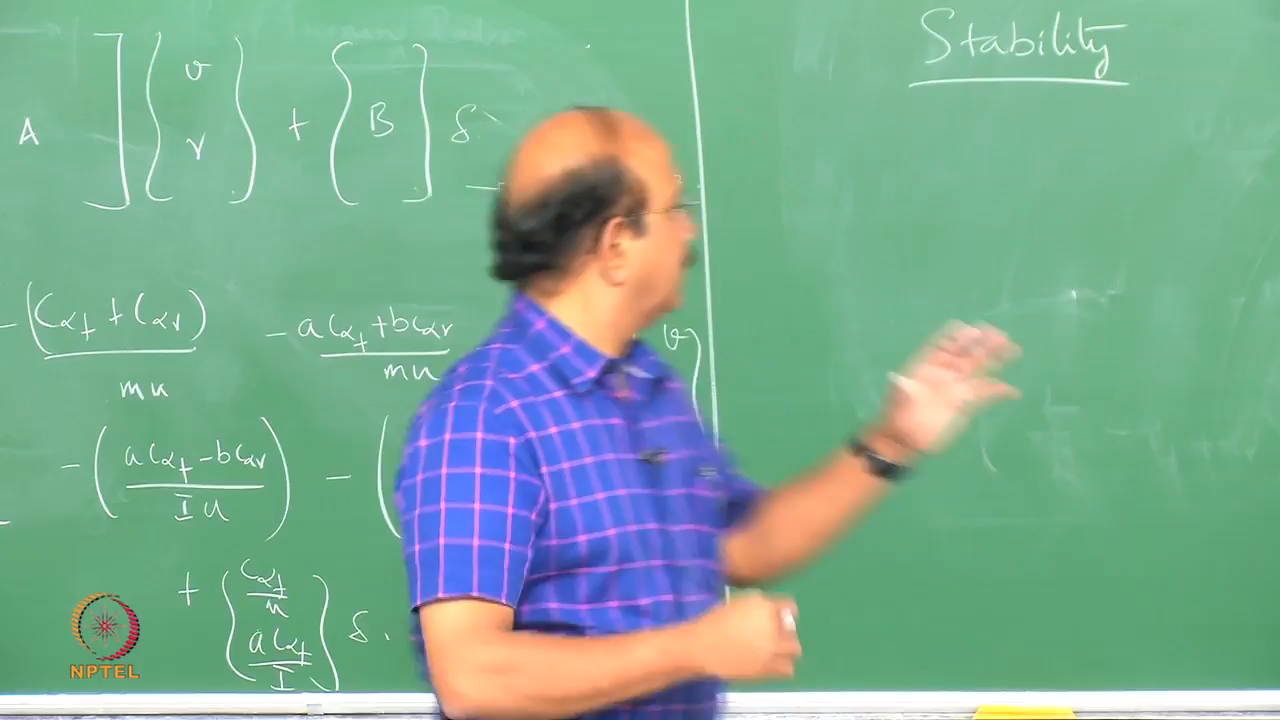 Stability
A ] { v r } + { B ] δ
-(Cαf + Cαr) / mu   -aCαf + bCαr / mu   v
-(aCαf - bCαr / Iu) - (
+ { Cαf / m   aCαf / I } δ.
NPTEL